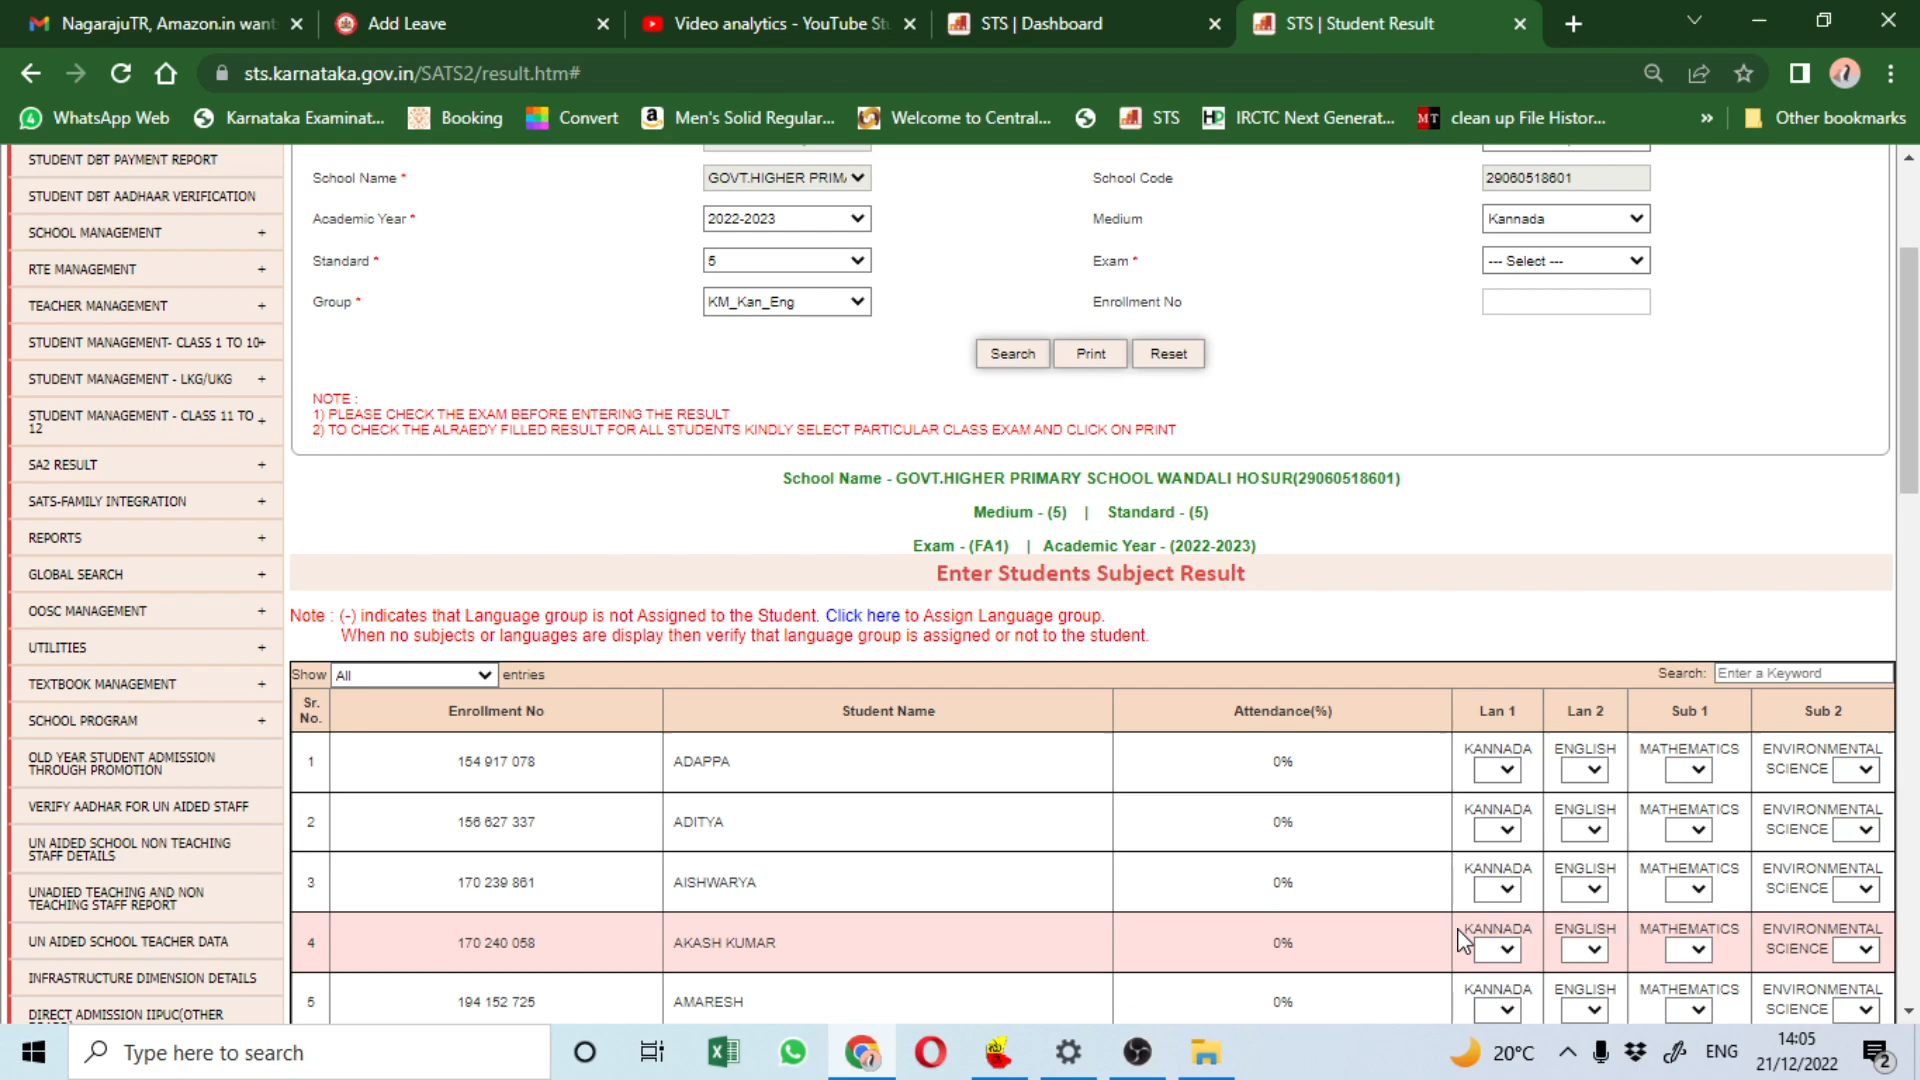 NagarajuTR, Amazon.in want
Add Leave
Video analytics - YouTube Stu
STS | Dashboard
STS | Student Result
sts.karnataka.gov.in/SATS2/result.htm#
WhatsApp Web
Karnataka Examinat...
Booking
Convert
Men's Solid Regular...
Welcome to Central...
STS
IRCTC Next Generat...
clean up File Histor...
»
Other bookmarks
STUDENT DBT PAYMENT REPORT
STUDENT DBT AADHAAR VERIFICATION
SCHOOL MANAGEMENT +
RTE MANAGEMENT +
TEACHER MANAGEMENT +
STUDENT MANAGEMENT- CLASS 1 TO 10+
STUDENT MANAGEMENT - LKG/UKG +
STUDENT MANAGEMENT - CLASS 11 TO +
12
SA2 RESULT +
SATS-FAMILY INTEGRATION +
REPORTS +
GLOBAL SEARCH +
OOSC MANAGEMENT +
UTILITIES +
TEXTBOOK MANAGEMENT +
SCHOOL PROGRAM +
OLD YEAR STUDENT ADMISSION
THROUGH PROMOTION
VERIFY AADHAR FOR UN AIDED STAFF
UN AIDED SCHOOL NON TEACHING
STAFF DETAILS
UNADIED TEACHING AND NON
TEACHING STAFF REPORT
UN AIDED SCHOOL TEACHER DATA
INFRASTRUCTURE DIMENSION DETAILS
DIRECT ADMISSION IIPUC(OTHER
School Name * GOVT.HIGHER PRIM School Code 29060518601
Academic Year * 2022-2023 Medium Kannada
Standard * 5 Exam * --- Select ---
Group * KM_Kan_Eng Enrollment No
Search Print Reset
NOTE :
1) PLEASE CHECK THE EXAM BEFORE ENTERING THE RESULT
2) TO CHECK THE ALRAEDY FILLED RESULT FOR ALL STUDENTS KINDLY SELECT PARTICULAR CLASS EXAM AND CLICK ON PRINT
School Name - GOVT.HIGHER PRIMARY SCHOOL WANDALI HOSUR(29060518601)
Medium - (5) | Standard - (5)
Exam - (FA1) | Academic Year - (2022-2023)
Enter Students Subject Result
Note : (-) indicates that Language group is not Assigned to the Student. Click here to Assign Language group.
When no subjects or languages are display then verify that language group is assigned or not to the student.
Show All entries Search: Enter a Keyword
Sr. No. Enrollment No Student Name Attendance(%) Lan 1 Lan 2 Sub 1 Sub 2
1 154 917 078 ADAPPA 0% KANNADA ENGLISH MATHEMATICS ENVIRONMENTAL SCIENCE
2 156 627 337 ADITYA 0% KANNADA ENGLISH MATHEMATICS ENVIRONMENTAL SCIENCE
3 170 239 861 AISHWARYA 0% KANNADA ENGLISH MATHEMATICS ENVIRONMENTAL SCIENCE
4 170 240 058 AKASH KUMAR 0% KANNADA ENGLISH MATHEMATICS ENVIRONMENTAL SCIENCE
5 194 152 725 AMARESH 0% KANNADA ENGLISH MATHEMATICS ENVIRONMENTAL SCIENCE
Type here to search
20°C
ENG
14:05
21/12/2022
2